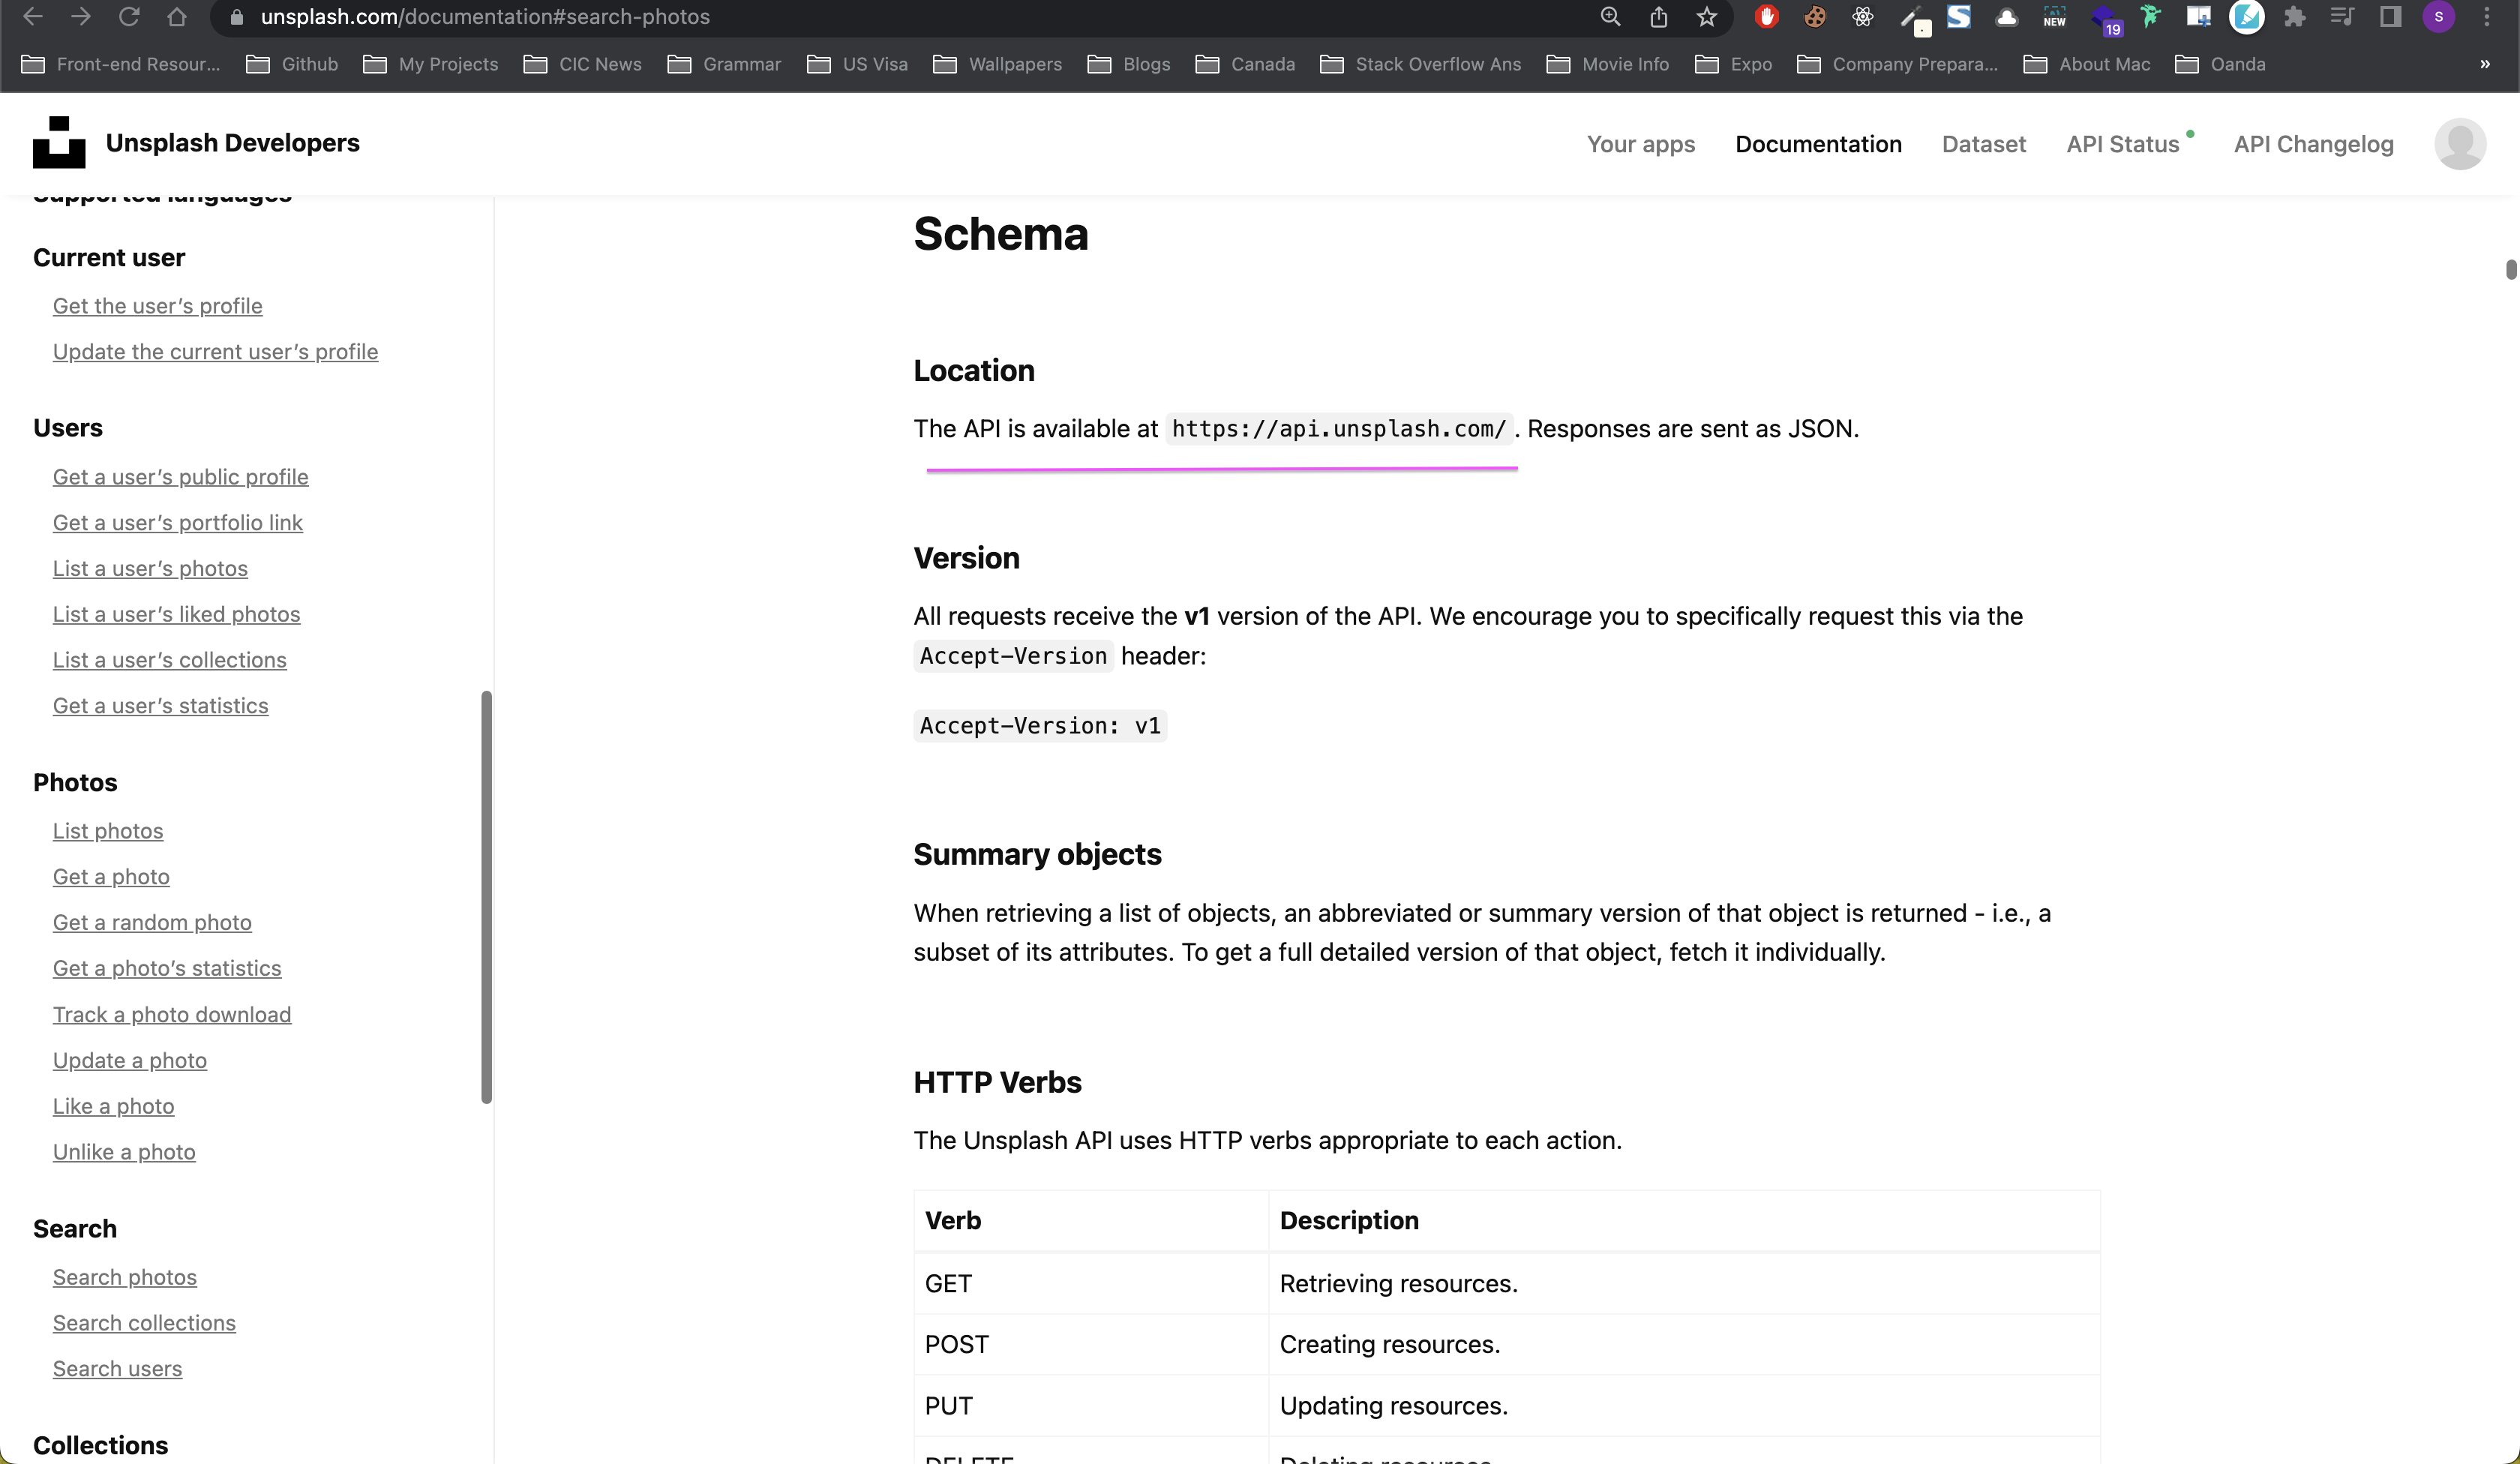 unsplash.com/documentation#search-photos
NEW
19
S
Front-end Resour...
Github
My Projects
CIC News
Grammar
US Visa
Wallpapers
Blogs
Canada
Stack Overflow Ans
Movie Info
Expo
Company Prepara...
About Mac
Oanda
»
Unsplash Developers
Your apps
Documentation
Dataset
API Status
API Changelog
Supported languages
Current user
Get the user’s profile
Update the current user’s profile
Users
Get a user’s public profile
Get a user’s portfolio link
List a user’s photos
List a user’s liked photos
List a user’s collections
Get a user’s statistics
Photos
List photos
Get a photo
Get a random photo
Get a photo’s statistics
Track a photo download
Update a photo
Like a photo
Unlike a photo
Search
Search photos
Search collections
Search users
Collections
Schema
Location
The API is available at https://api.unsplash.com/ . Responses are sent as JSON.
Version
All requests receive the v1 version of the API. We encourage you to specifically request this via the
Accept-Version header:
Accept-Version: v1
Summary objects
When retrieving a list of objects, an abbreviated or summary version of that object is returned - i.e., a
subset of its attributes. To get a full detailed version of that object, fetch it individually.
HTTP Verbs
The Unsplash API uses HTTP verbs appropriate to each action.
Verb Description
GET Retrieving resources.
POST Creating resources.
PUT Updating resources.
DELETE Deleting resources.